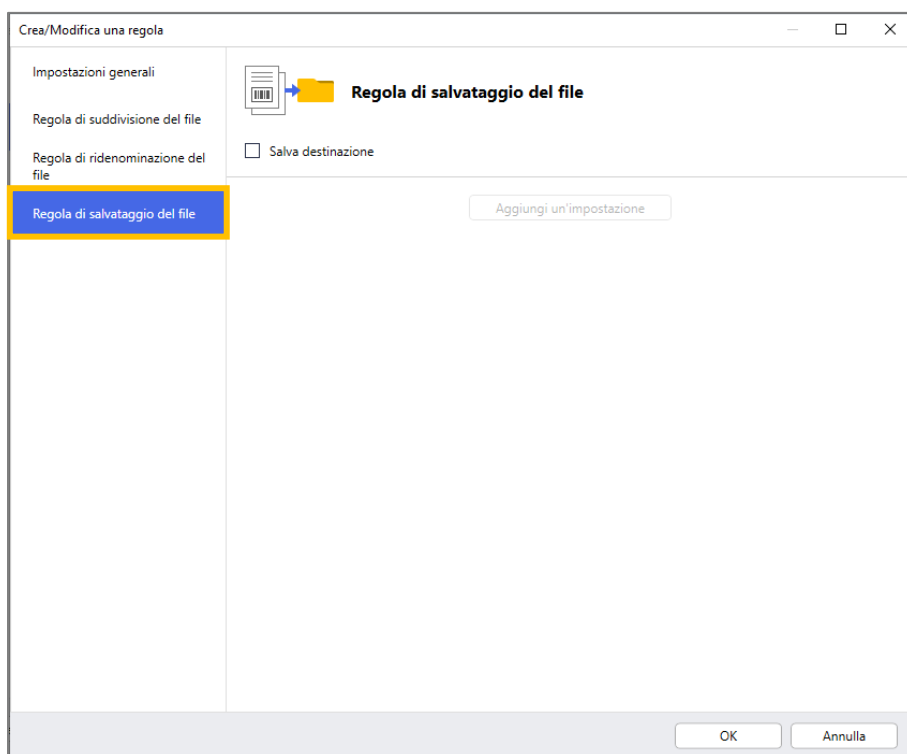 Crea/Modifica una regola
Impostazioni generali
Regola di suddivisione del file
Regola di ridenominazione del
file
Regola di salvataggio del file
Regola di salvataggio del file
Salva destinazione
Aggiungi un'impostazione
OK
Annulla